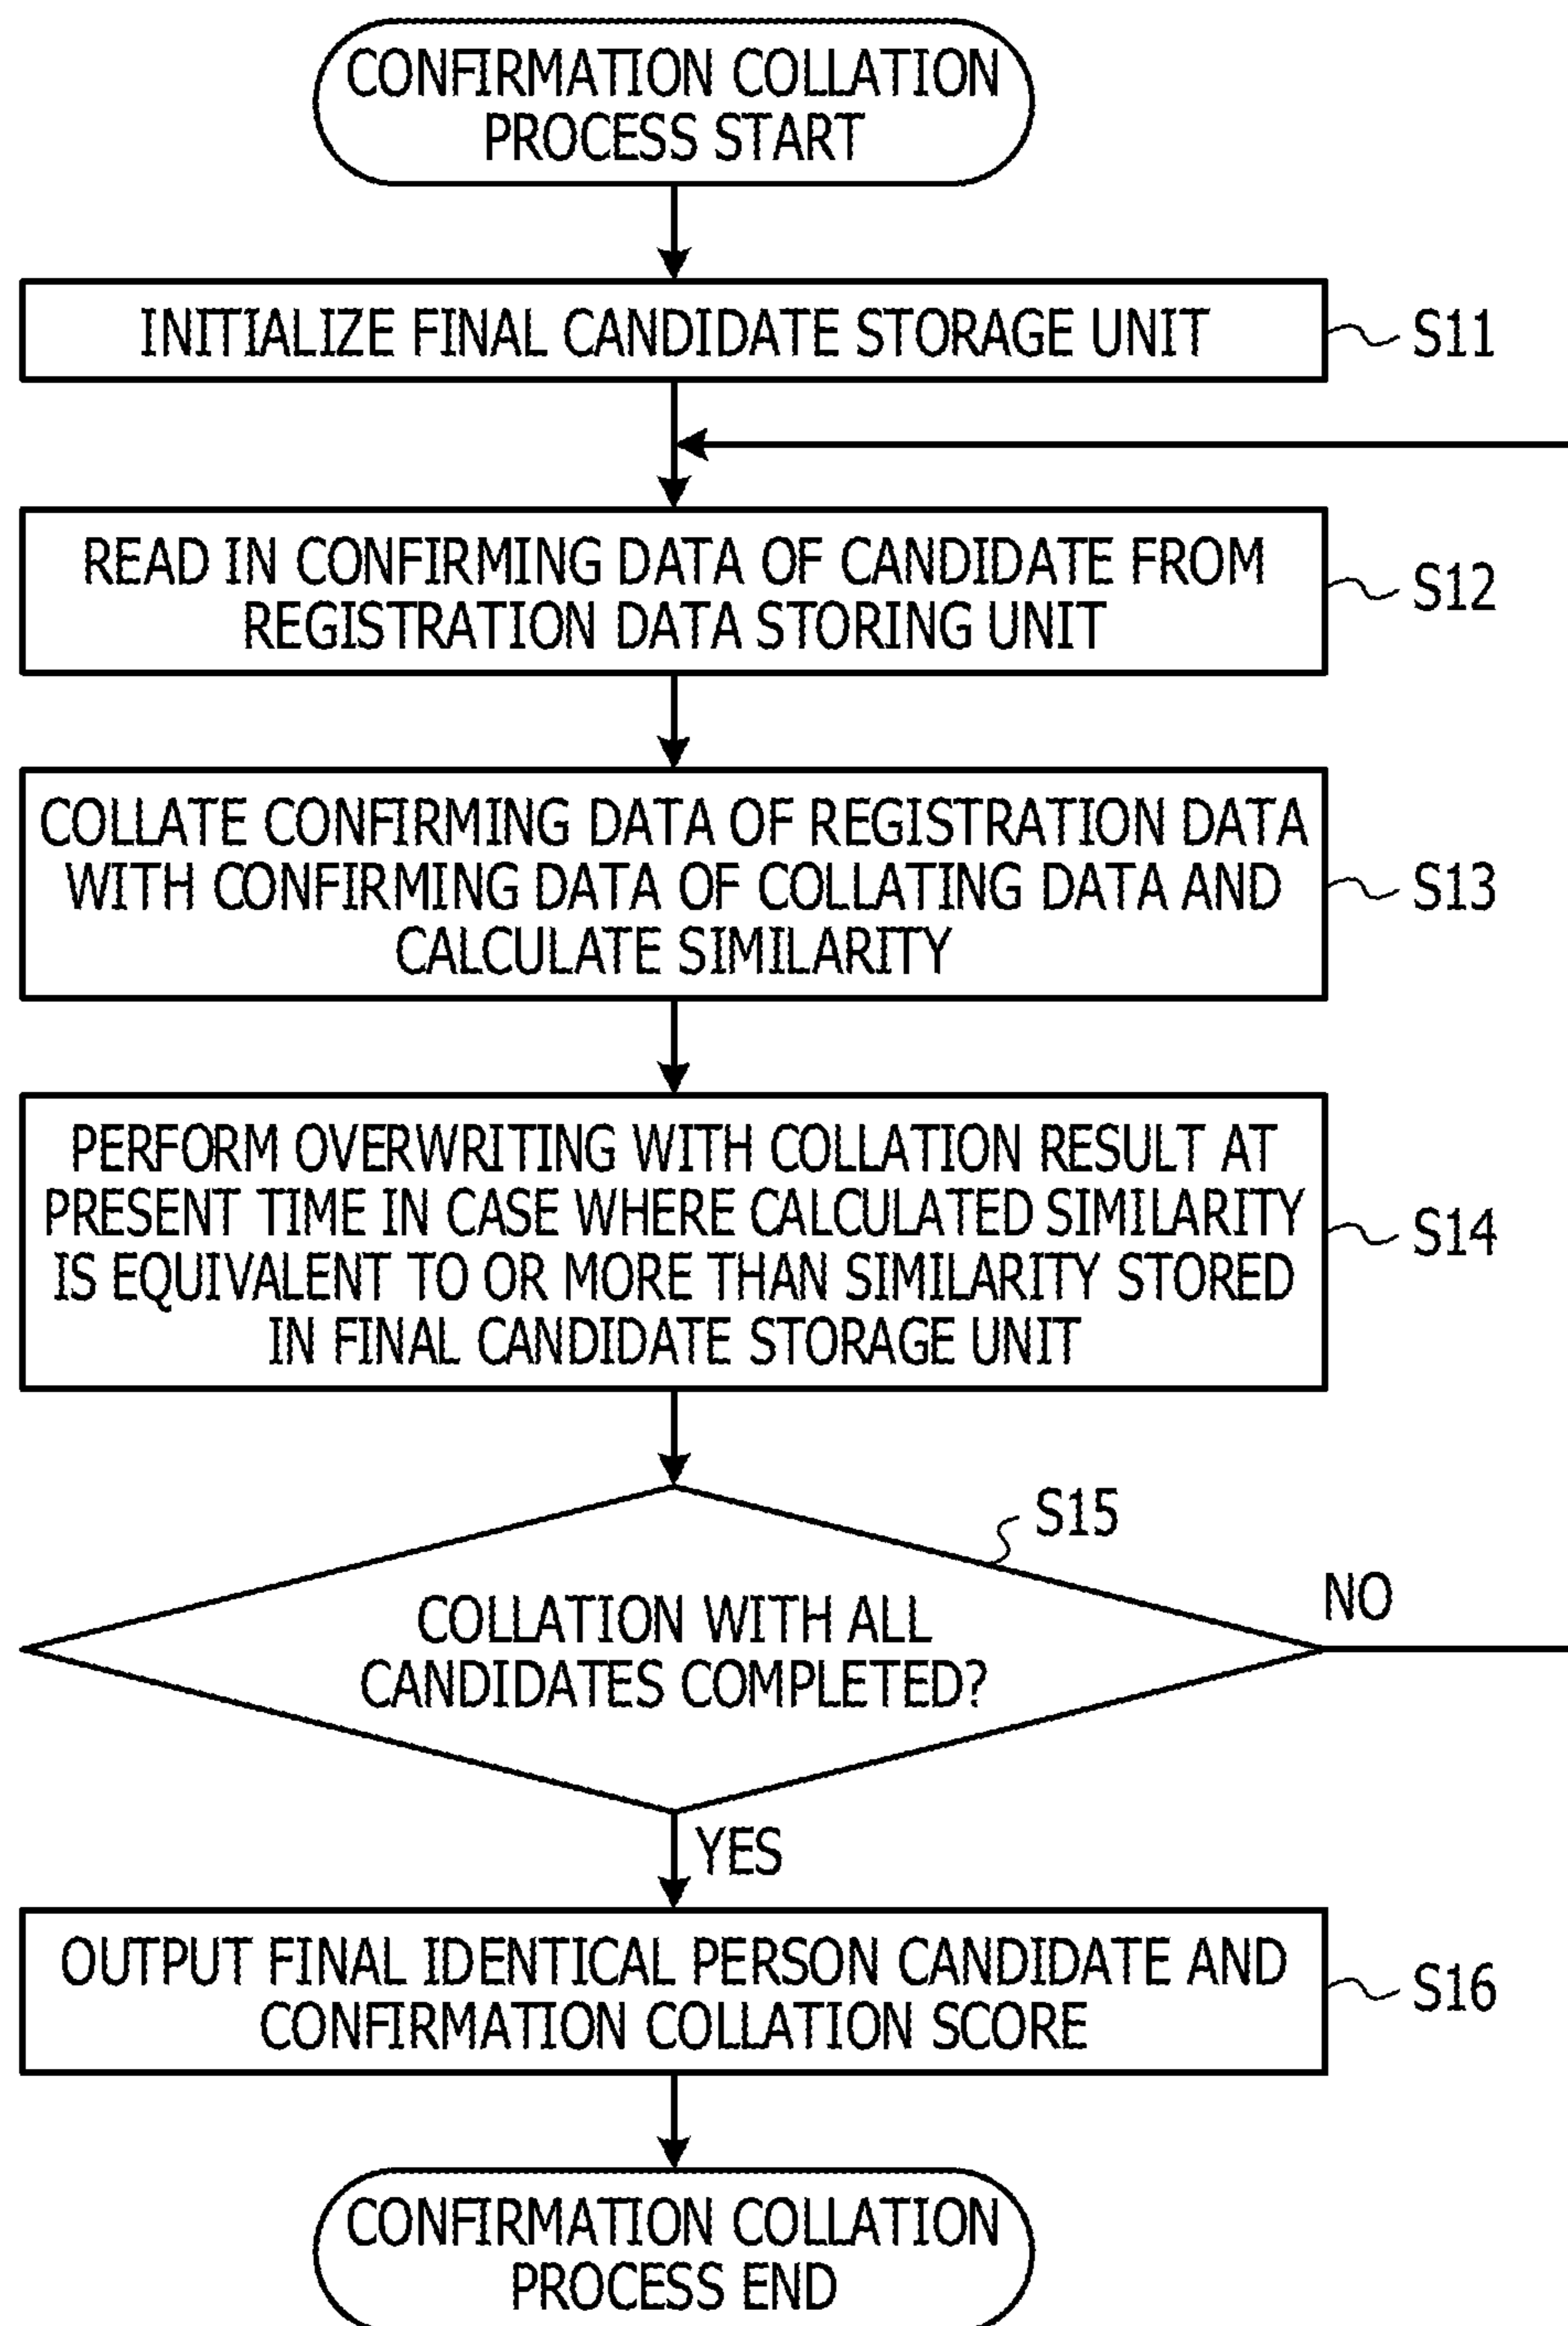 CONFIRMATION COLLATION
PROCESS START
INITIALIZE FINAL CANDIDATE STORAGE UNIT
S11
READ IN CONFIRMING DATA OF CANDIDATE FROM
REGISTRATION DATA STORING UNIT
S12
COLLATE CONFIRMING DATA OF REGISTRATION DATA
WITH CONFIRMING DATA OF COLLATING DATA AND
CALCULATE SIMILARITY
S13
PERFORM OVERWRITING WITH COLLATION RESULT AT
PRESENT TIME IN CASE WHERE CALCULATED SIMILARITY
IS EQUIVALENT TO OR MORE THAN SIMILARITY STORED
IN FINAL CANDIDATE STORAGE UNIT
S14
S15
COLLATION WITH ALL
CANDIDATES COMPLETED?
NO
YES
OUTPUT FINAL IDENTICAL PERSON CANDIDATE AND
CONFIRMATION COLLATION SCORE
S16
CONFIRMATION COLLATION
PROCESS END